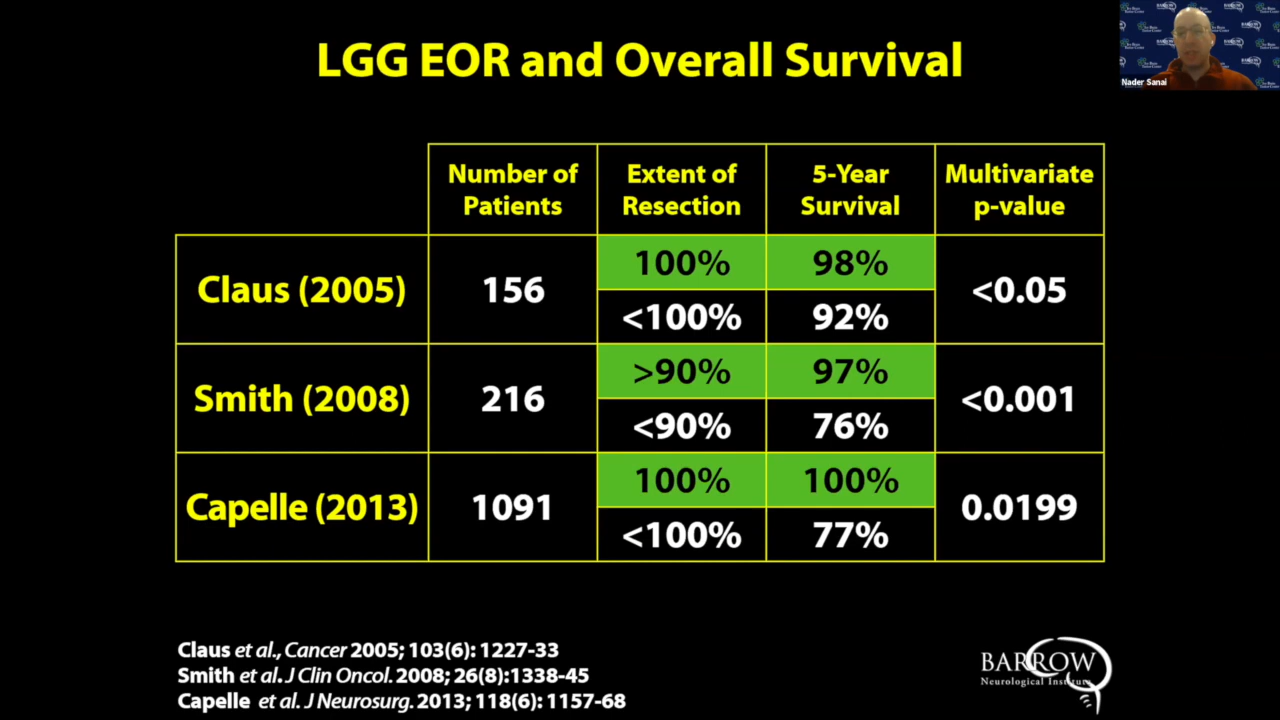 LGG EOR and Overall Survival
Nader Sanai
Number of Patients
Extent of Resection
5-Year Survival
Multivariate p-value
Claus (2005)
156
100%
98%
<100%
92%
<0.05
Smith (2008)
216
>90%
97%
<90%
76%
<0.001
Capelle (2013)
1091
100%
100%
<100%
77%
0.0199
Claus et al., Cancer 2005; 103(6): 1227-33
Smith et al. J Clin Oncol. 2008; 26(8):1338-45
Capelle et al. J Neurosurg. 2013; 118(6): 1157-68
BARROW
Neurological Institute